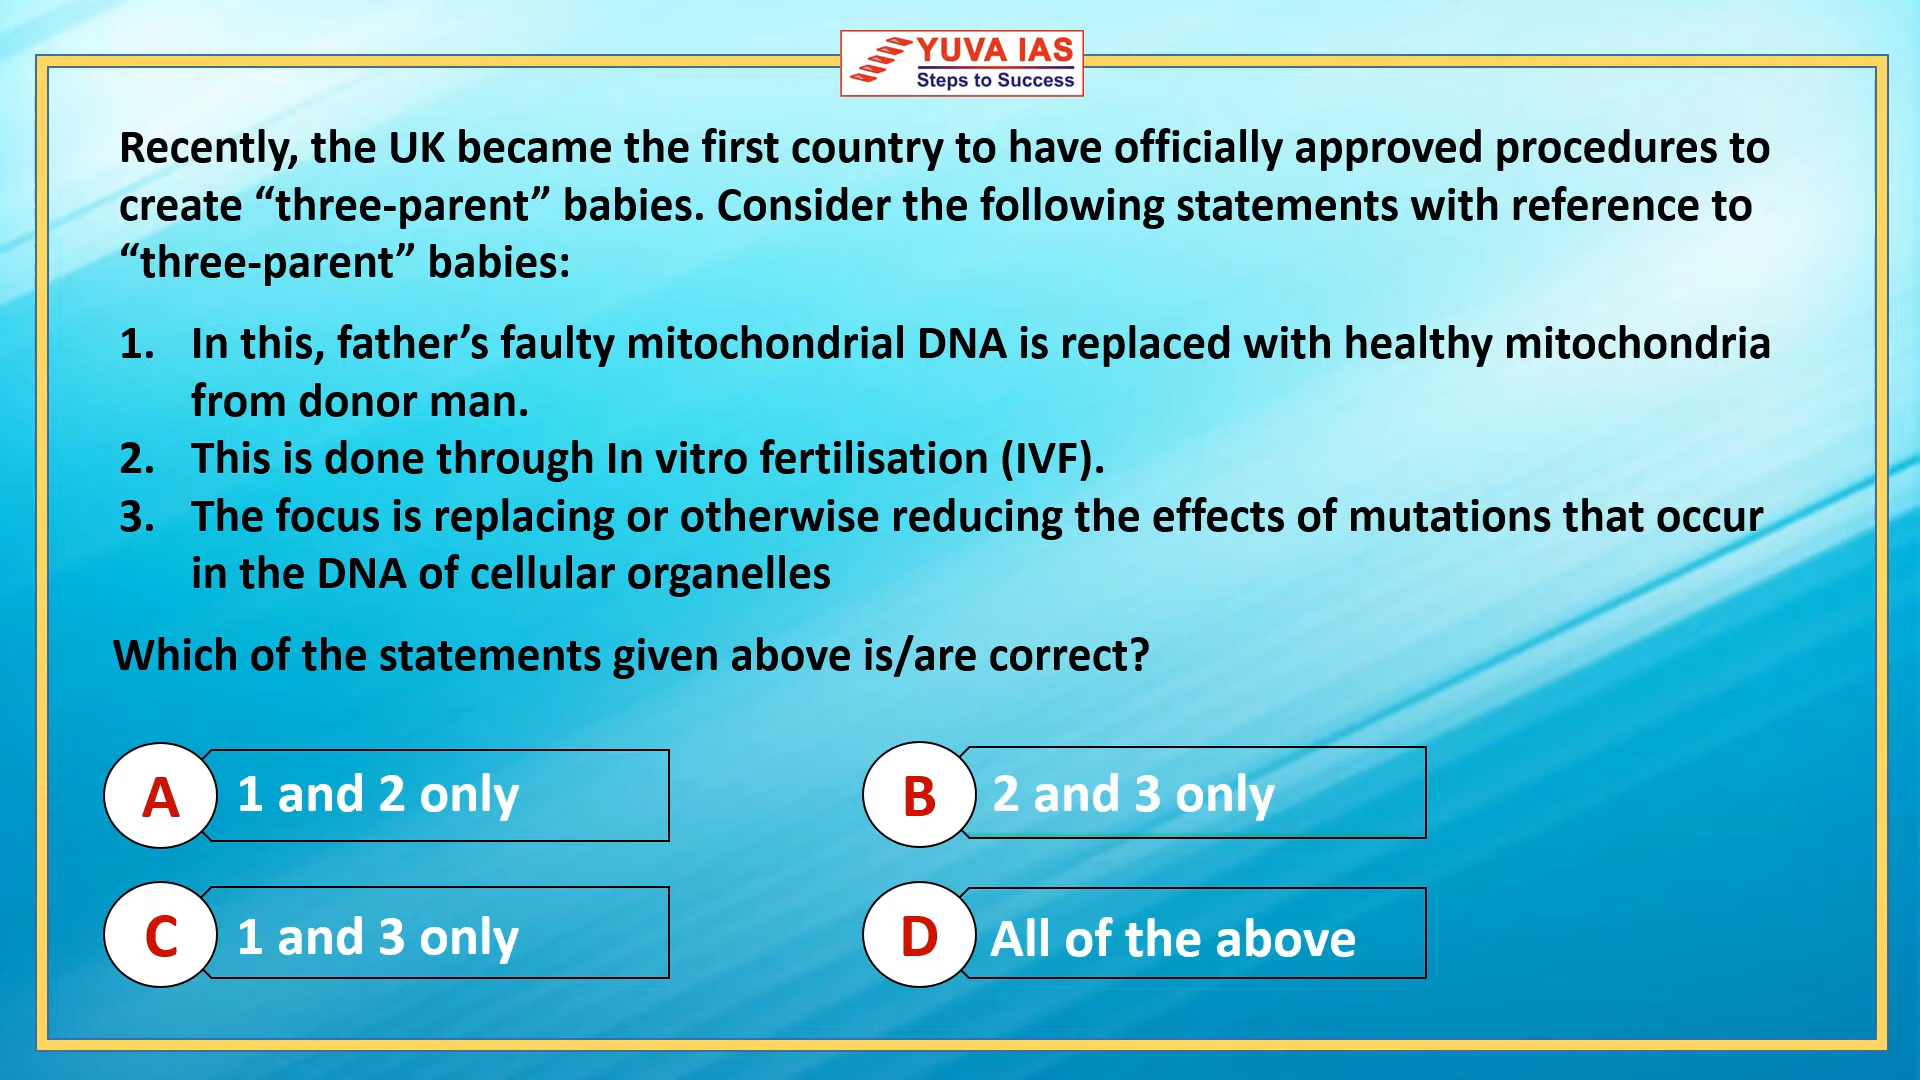 YUVA IAS
Steps to Success
Recently, the UK became the first country to have officially approved procedures to
create “three-parent” babies. Consider the following statements with reference to
“three-parent” babies:
1. In this, father’s faulty mitochondrial DNA is replaced with healthy mitochondria
from donor man.
2. This is done through In vitro fertilisation (IVF).
3. The focus is replacing or otherwise reducing the effects of mutations that occur
in the DNA of cellular organelles
Which of the statements given above is/are correct?
A 1 and 2 only
B 2 and 3 only
C 1 and 3 only
D All of the above